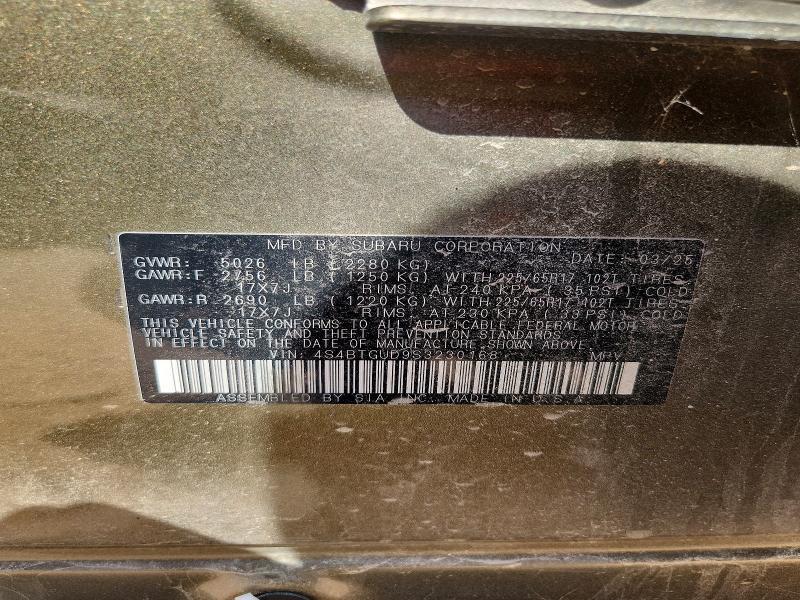 MFD BY SUBARU CORPORATION DATE: 03/25
GVWR: 5026 LB ( 2280 KG)
GAWR:F 2756 LB ( 1250 KG) WITH 225/65R17 102T TIRES
17X7J RIMS, AT 240 KPA ( 35 PSI) COLD
GAWR:R 2690 LB ( 1220 KG) WITH 225/65R17 102T TIRES
17X7J RIMS, AT 230 KPA ( 33 PSI) COLD
THIS VEHICLE CONFORMS TO ALL APPLICABLE FEDERAL MOTOR
VEHICLE SAFETY AND THEFT PREVENTION STANDARDS
IN EFFECT ON THE DATE OF MANUFACTURE SHOWN ABOVE
VIN: 4S4BTGUD9S3230168 MPV
ASSEMBLED BY SIA, INC. MADE IN U.S.A.